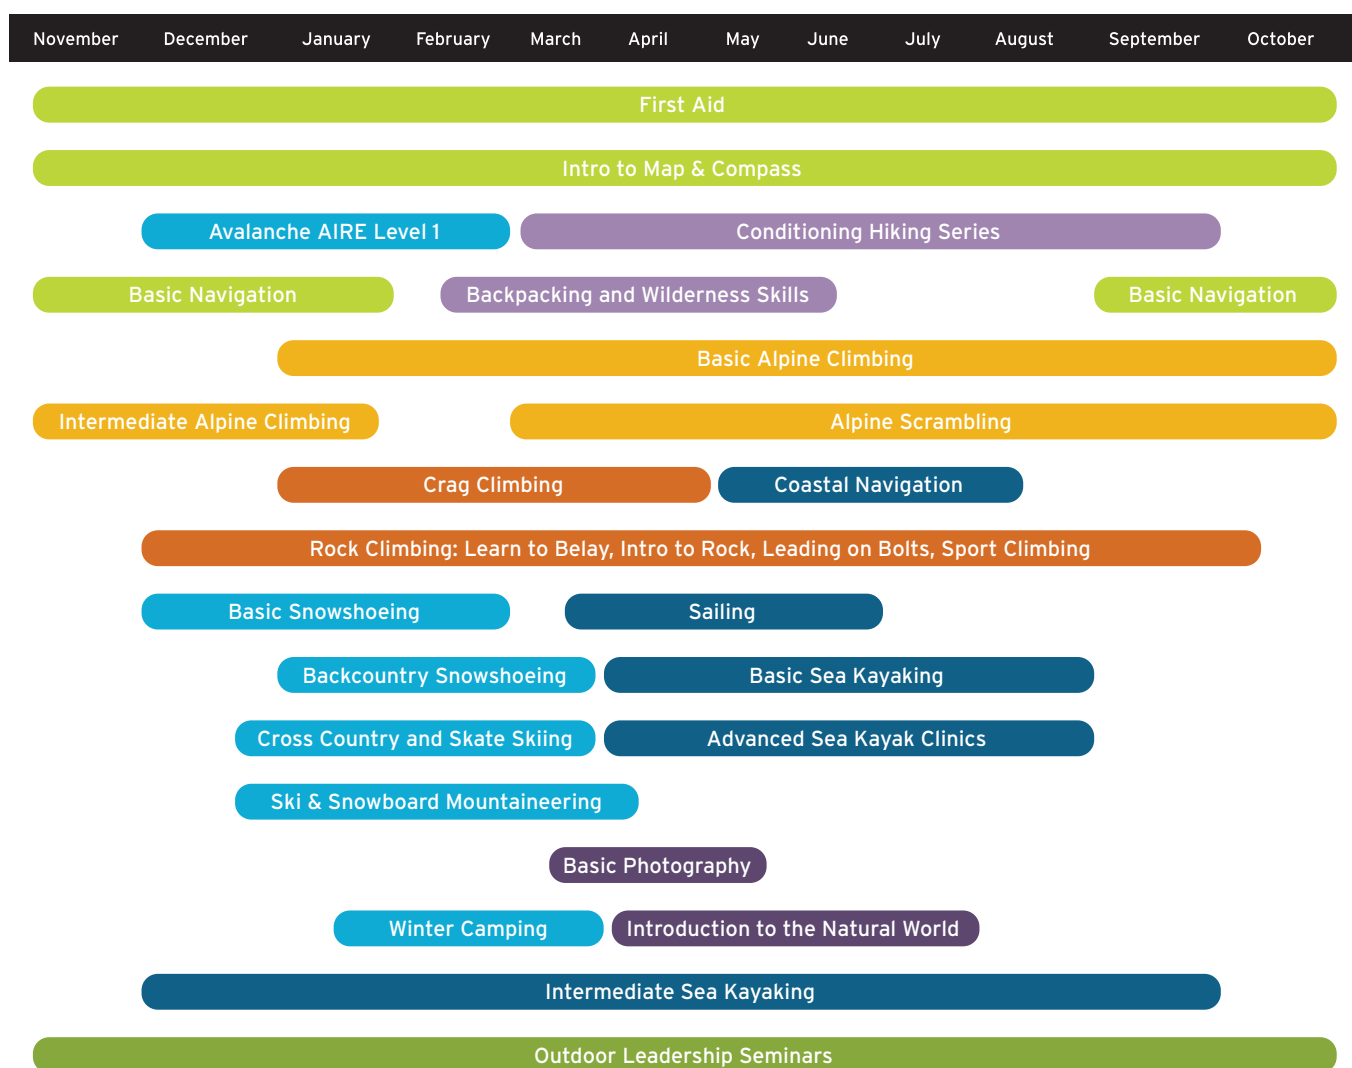 November December January February March April May June July August September October
First Aid
Intro to Map & Compass
Avalanche AIRE Level 1 Conditioning Hiking Series
Basic Navigation Backpacking and Wilderness Skills Basic Navigation
Basic Alpine Climbing
Intermediate Alpine Climbing Alpine Scrambling
Crag Climbing Coastal Navigation
Rock Climbing: Learn to Belay, Intro to Rock, Leading on Bolts, Sport Climbing
Basic Snowshoeing Sailing
Backcountry Snowshoeing Basic Sea Kayaking
Cross Country and Skate Skiing Advanced Sea Kayak Clinics
Ski & Snowboard Mountaineering
Basic Photography
Winter Camping Introduction to the Natural World
Intermediate Sea Kayaking
Outdoor Leadership Seminars